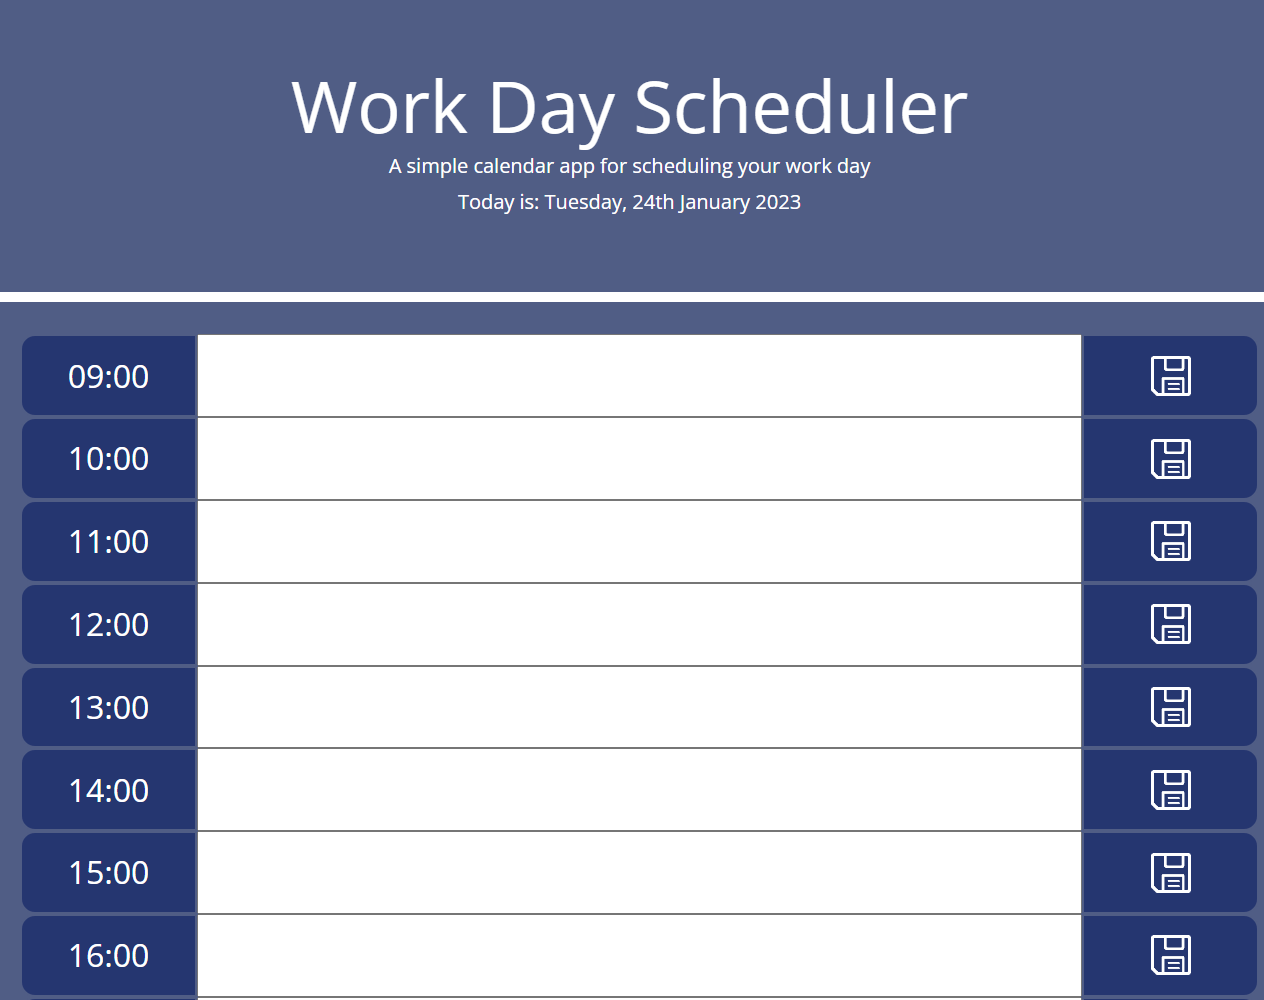 Work Day Scheduler
A simple calendar app for scheduling your work day
Today is: Tuesday, 24th January 2023
09:00
10:00
11:00
12:00
13:00
14:00
15:00
16:00